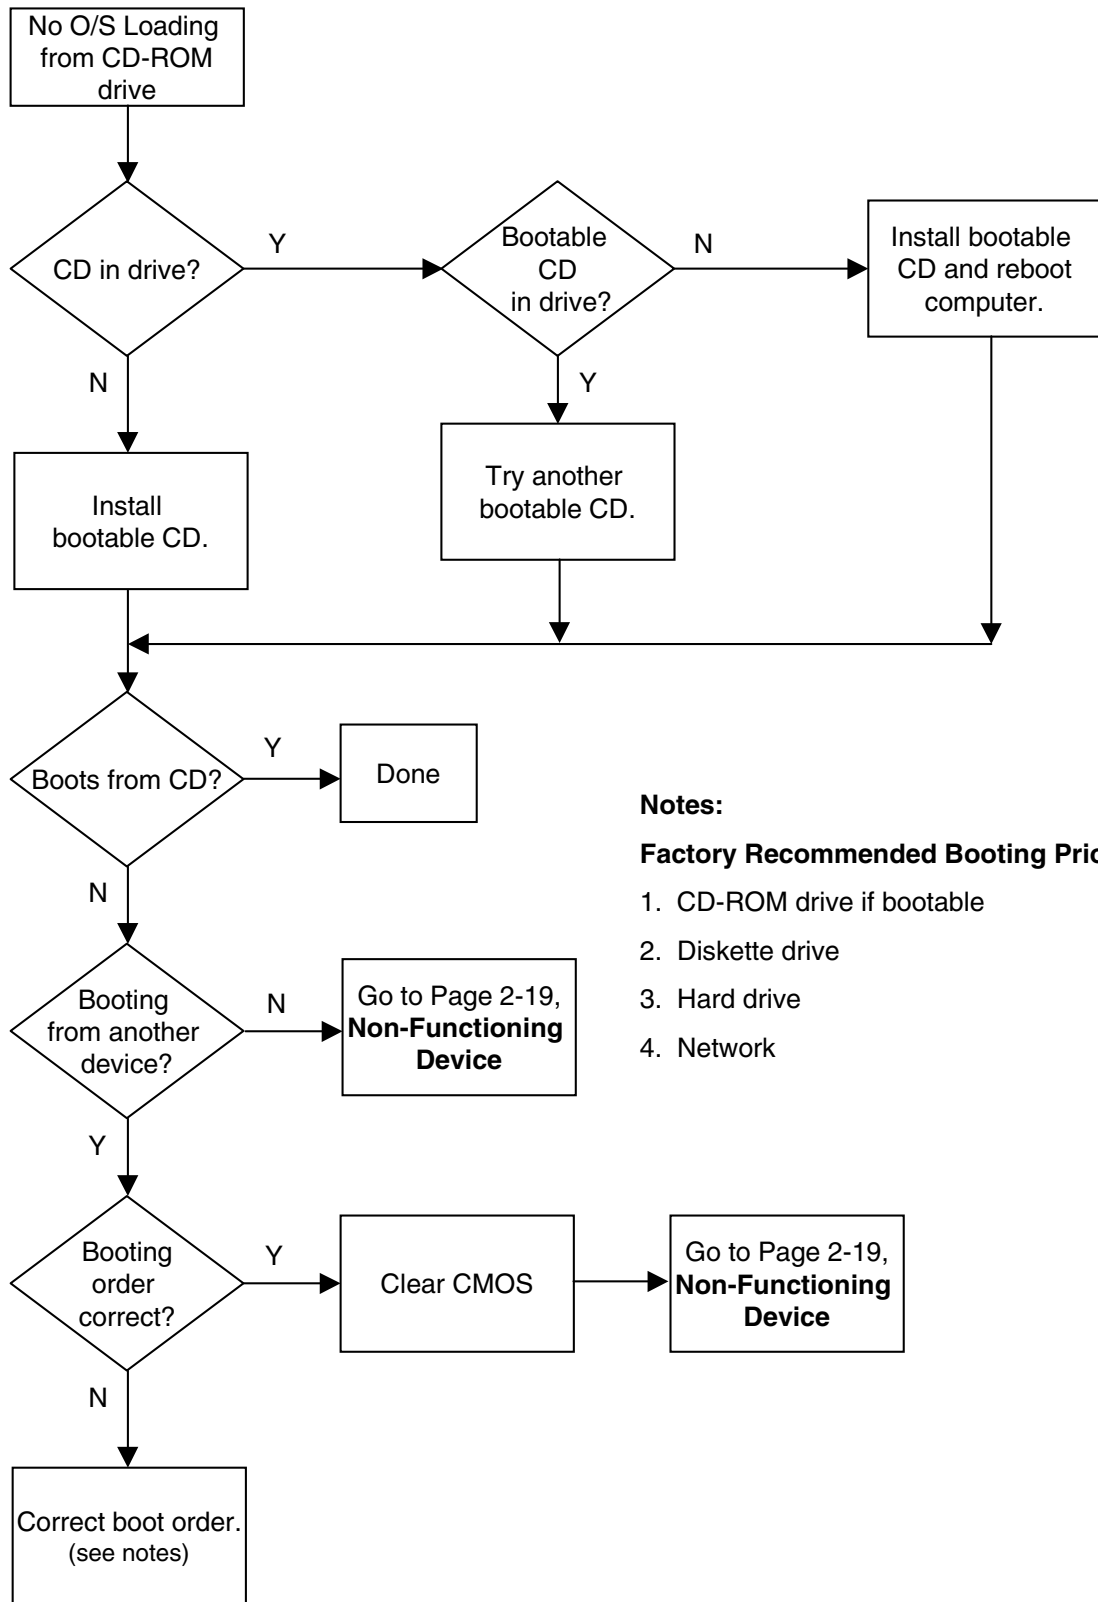 No O/S Loading
from CD-ROM
drive
CD in drive?
Y
Bootable
CD
in drive?
N
Install bootable
CD and reboot
computer.
N
Y
Install
bootable CD.
Try another
bootable CD.
Boots from CD?
Y
Done
N
Notes:
Factory Recommended Booting
1. CD-ROM drive if bootable
2. Diskette drive
3. Hard drive
4. Network
Booting
from another
device?
N
Go to Page 2-19,
Non-Functioning
Device
Y
Booting
order
correct?
Y
Clear CMOS
Go to Page 2-19,
Non-Functioning
Device
N
Correct boot order.
(see notes)